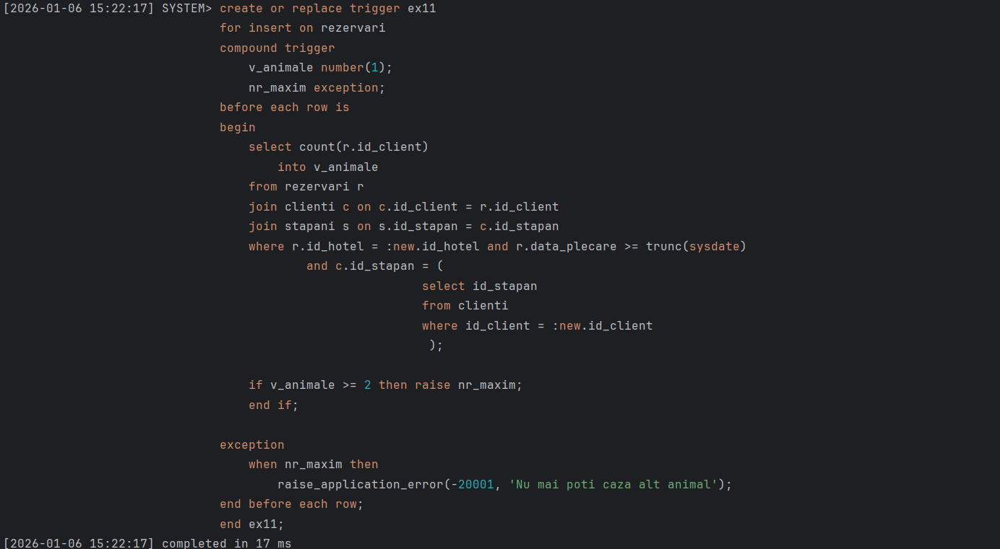 [2026-01-06 15:22:17] SYSTEM> create or replace trigger ex11
for insert on rezervari
compound trigger
v_animale number(1);
nr_maxim exception;
before each row is
begin
select count(r.id_client)
into v_animale
from rezervari r
join clienti c on c.id_client = r.id_client
join stapani s on s.id_stapan = c.id_stapan
where r.id_hotel = :new.id_hotel and r.data_plecare >= trunc(sysdate)
and c.id_stapan = (
select id_stapan
from clienti
where id_client = :new.id_client
);
if v_animale >= 2 then raise nr_maxim;
end if;
exception
when nr_maxim then
raise_application_error(-20001, 'Nu mai poti caza alt animal');
end before each row;
end ex11;
[2026-01-06 15:22:17] completed in 17 ms